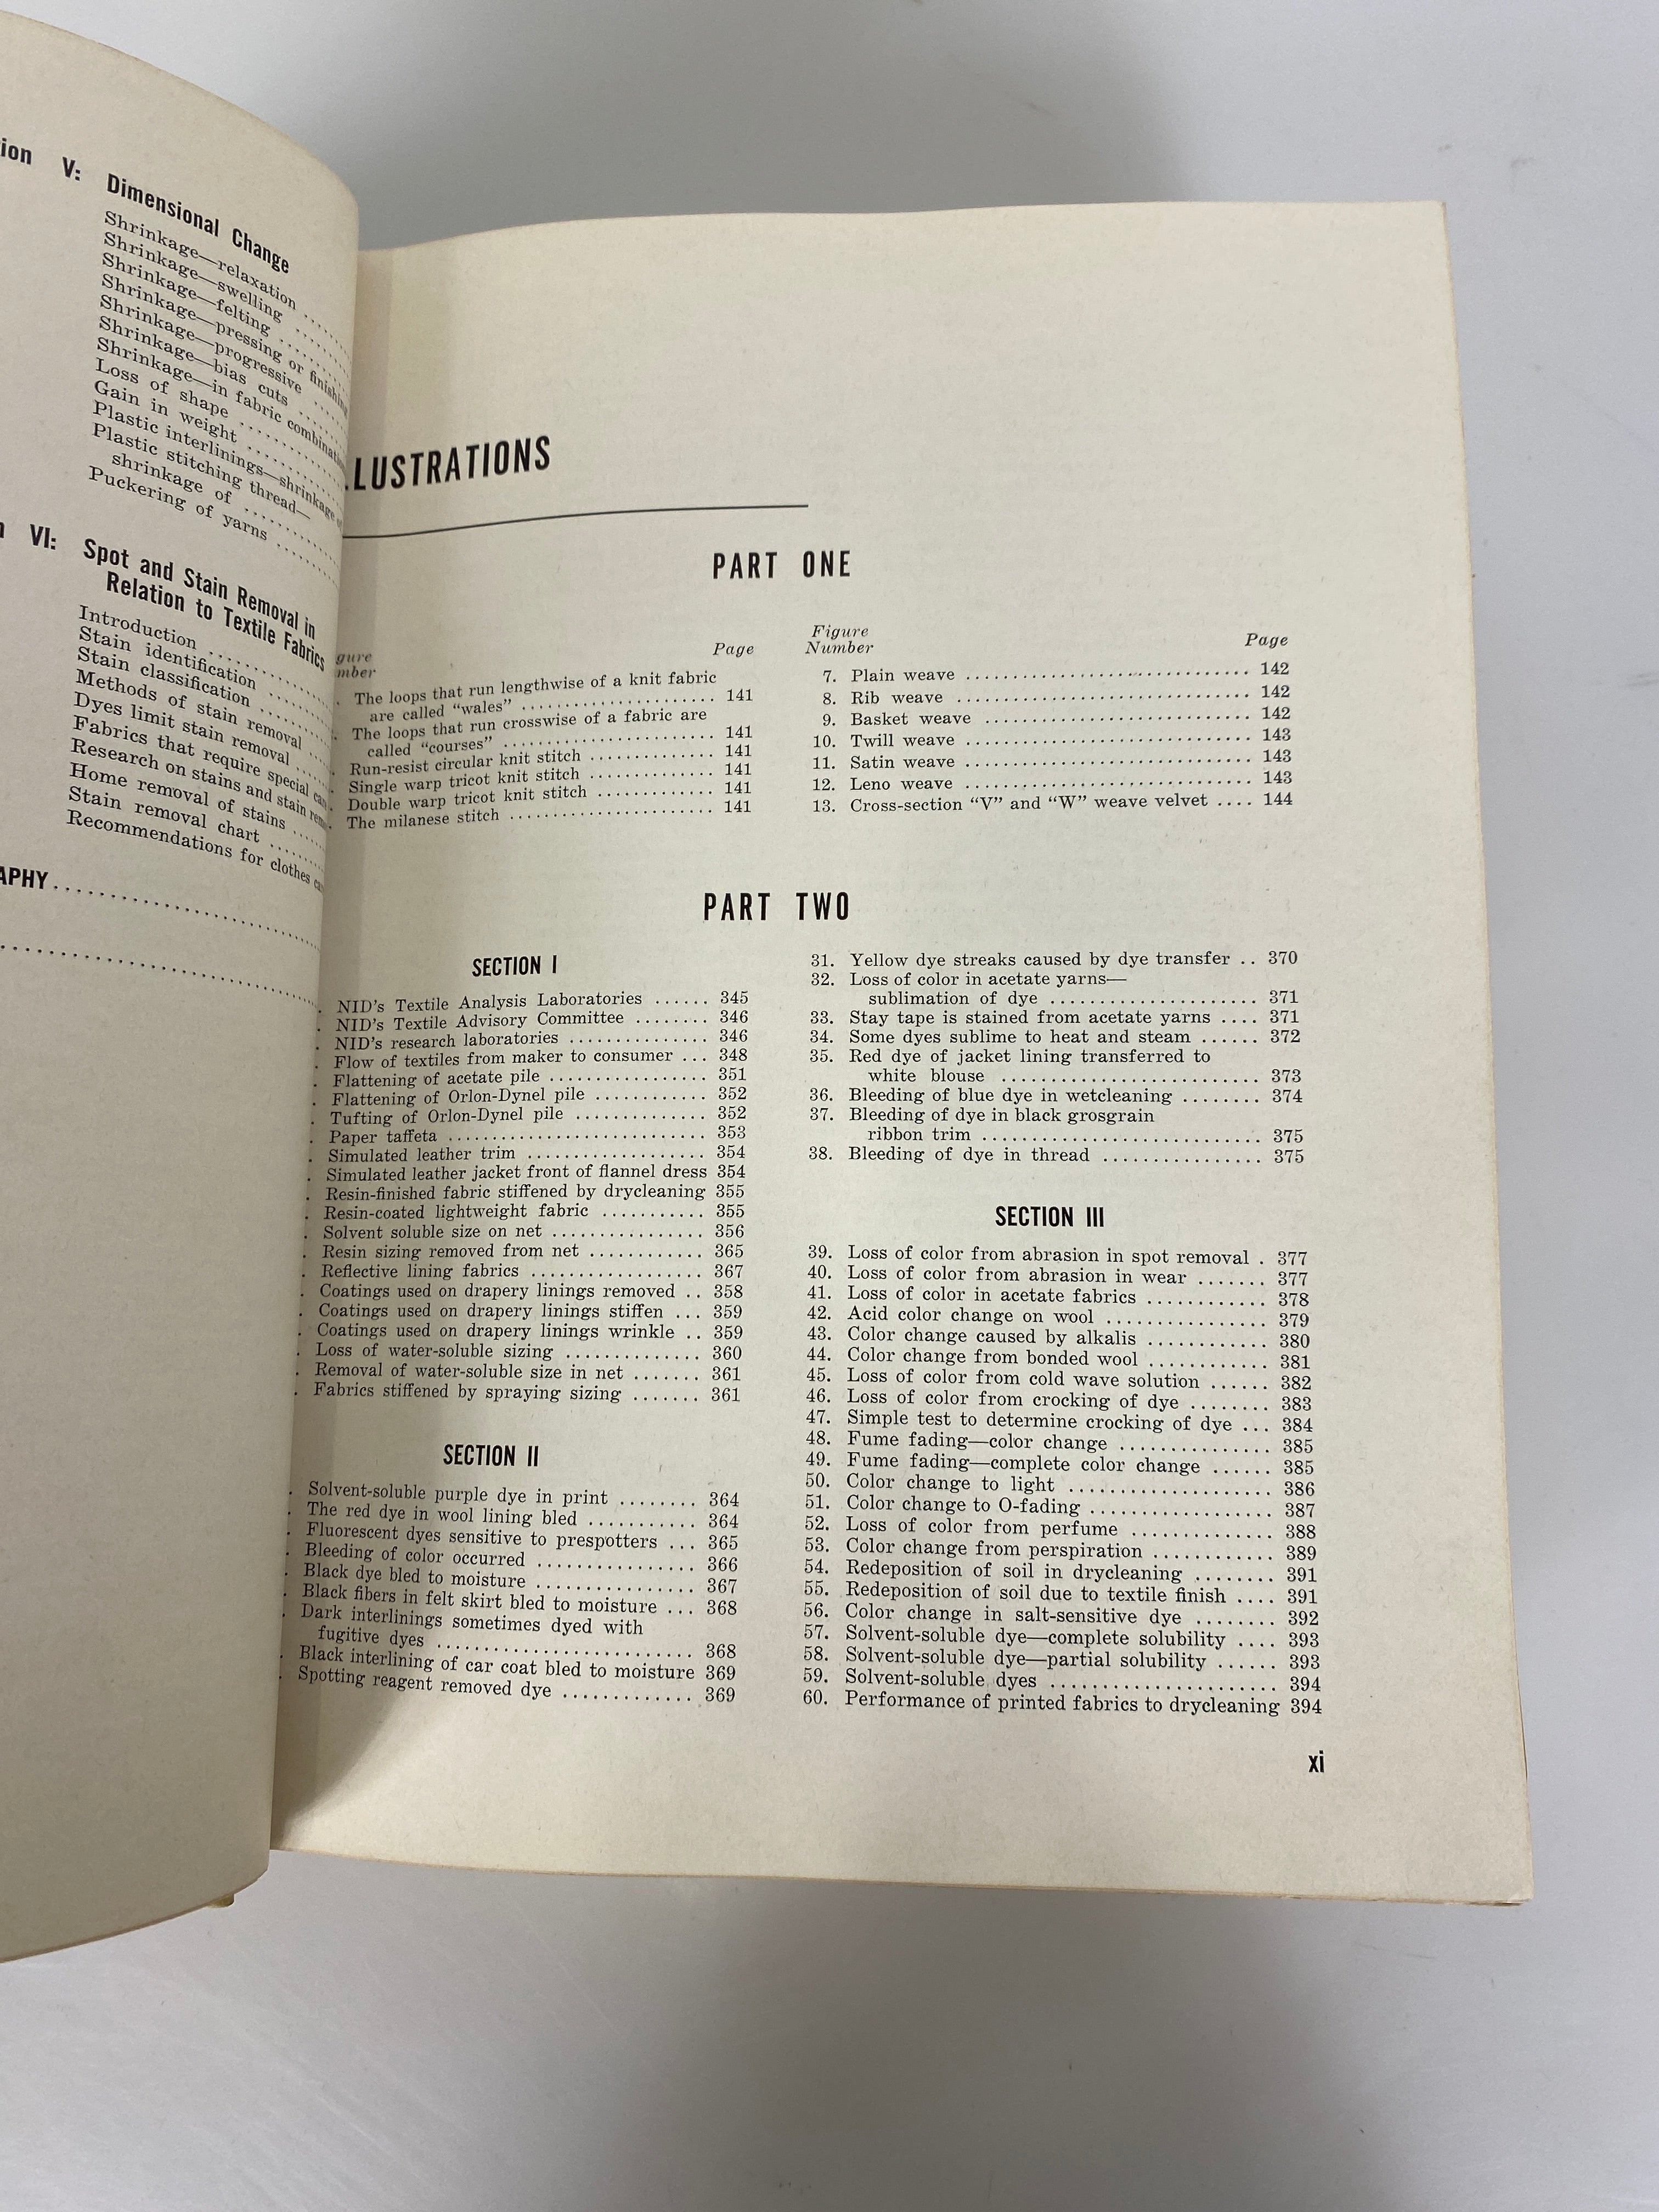 V: Dimensional Change
Shrinkage—relaxation
Shrinkage—swelling
Shrinkage—felting
Shrinkage—pressing or finishing
Shrinkage—progressive
Shrinkage—bias cuts
Shrinkage—in fabric
Loss of shape
Gain in weight
Plastic interlinings—shrinkage
Plastic stitching thread—
shrinkage of
Puckering of yarns
VI: Spot and Stain Removal in
Relation to Textile Fabrics
Introduction
Stain identification
Stain classification
Methods of stain removal
Dyes limit stain removal
Fabrics that require special
Research on stains and stain
Home removal of stains
Stain removal chart
Recommendations for clothes
APHY
LLUSTRATIONS
PART ONE
gure
mber Page
The loops that run lengthwise of a knit fabric
are called “wales” ........ 141
The loops that run crosswise of a fabric are
called “courses” ........ 141
Run-resist circular knit stitch ........ 141
Single warp tricot knit stitch ........ 141
Double warp tricot knit stitch ........ 141
The milanese stitch ........ 141
Figure
Number Page
7. Plain weave ........ 142
8. Rib weave ........ 142
9. Basket weave ........ 142
10. Twill weave ........ 143
11. Satin weave ........ 143
12. Leno weave ........ 143
13. Cross-section “V” and “W” weave velvet .... 144
PART TWO
SECTION I
NID's Textile Analysis Laboratories ...... 345
NID's Textile Advisory Committee ........ 346
NID's research laboratories ........ 346
Flow of textiles from maker to consumer ... 348
Flattening of acetate pile ........ 351
Flattening of Orlon-Dynel pile ........ 352
Tufting of Orlon-Dynel pile ........ 352
Paper taffeta ........ 353
Simulated leather trim ........ 354
Simulated leather jacket front of flannel dress 354
Resin-finished fabric stiffened by drycleaning 355
Resin-coated lightweight fabric ........ 355
Solvent soluble size on net ........ 356
Resin sizing removed from net ........ 365
Reflective lining fabrics ........ 367
Coatings used on drapery linings removed .. 358
Coatings used on drapery linings stiffen ... 359
Coatings used on drapery linings wrinkle .. 359
Loss of water-soluble sizing ........ 360
Removal of water-soluble size in net ....... 361
Fabrics stiffened by spraying sizing ....... 361
SECTION II
Solvent-soluble purple dye in print ........ 364
The red dye in wool lining bled ........ 364
Fluorescent dyes sensitive to prespotters ... 365
Bleeding of color occurred ........ 366
Black dye bled to moisture ........ 367
Black fibers in felt skirt bled to moisture ... 368
Dark interlinings sometimes dyed with
fugitive dyes ........ 368
Black interlining of car coat bled to moisture 369
Spotting reagent removed dye ........ 369
31. Yellow dye streaks caused by dye transfer .. 370
32. Loss of color in acetate yarns—
sublimation of dye ........ 371
33. Stay tape is stained from acetate yarns .... 371
34. Some dyes sublime to heat and steam ...... 372
35. Red dye of jacket lining transferred to
white blouse ........ 373
36. Bleeding of blue dye in wetcleaning ........ 374
37. Bleeding of dye in black grosgrain
ribbon trim ........ 375
38. Bleeding of dye in thread ........ 375
SECTION III
39. Loss of color from abrasion in spot removal . 377
40. Loss of color from abrasion in wear ....... 377
41. Loss of color in acetate fabrics ........ 378
42. Acid color change on wool ........ 379
43. Color change caused by alkalis ........ 380
44. Color change from bonded wool ........ 381
45. Loss of color from cold wave solution ...... 382
46. Loss of color from crocking of dye ........ 383
47. Simple test to determine crocking of dye ... 384
48. Fume fading—color change ........ 385
49. Fume fading—complete color change ...... 385
50. Color change to light ........ 386
51. Color change to O-fading ........ 387
52. Loss of color from perfume ........ 388
53. Color change from perspiration ........ 389
54. Redeposition of soil in drycleaning ........ 391
55. Redeposition of soil due to textile finish .... 391
56. Color change in salt-sensitive dye ........ 392
57. Solvent-soluble dye—complete solubility .... 393
58. Solvent-soluble dye—partial solubility ...... 393
59. Solvent-soluble dyes ........ 394
60. Performance of printed fabrics to drycleaning 394
xi